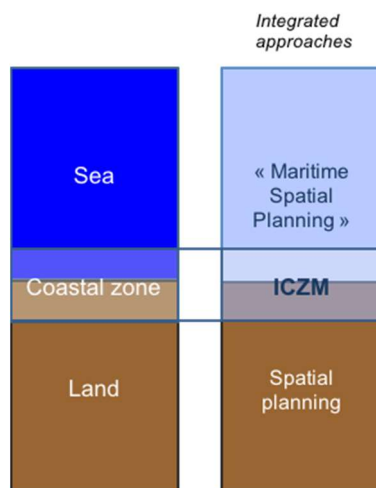 Integrated
approaches
Sea
« Maritime
Spatial
Planning »
Coastal zone
ICZM
Land
Spatial
planning